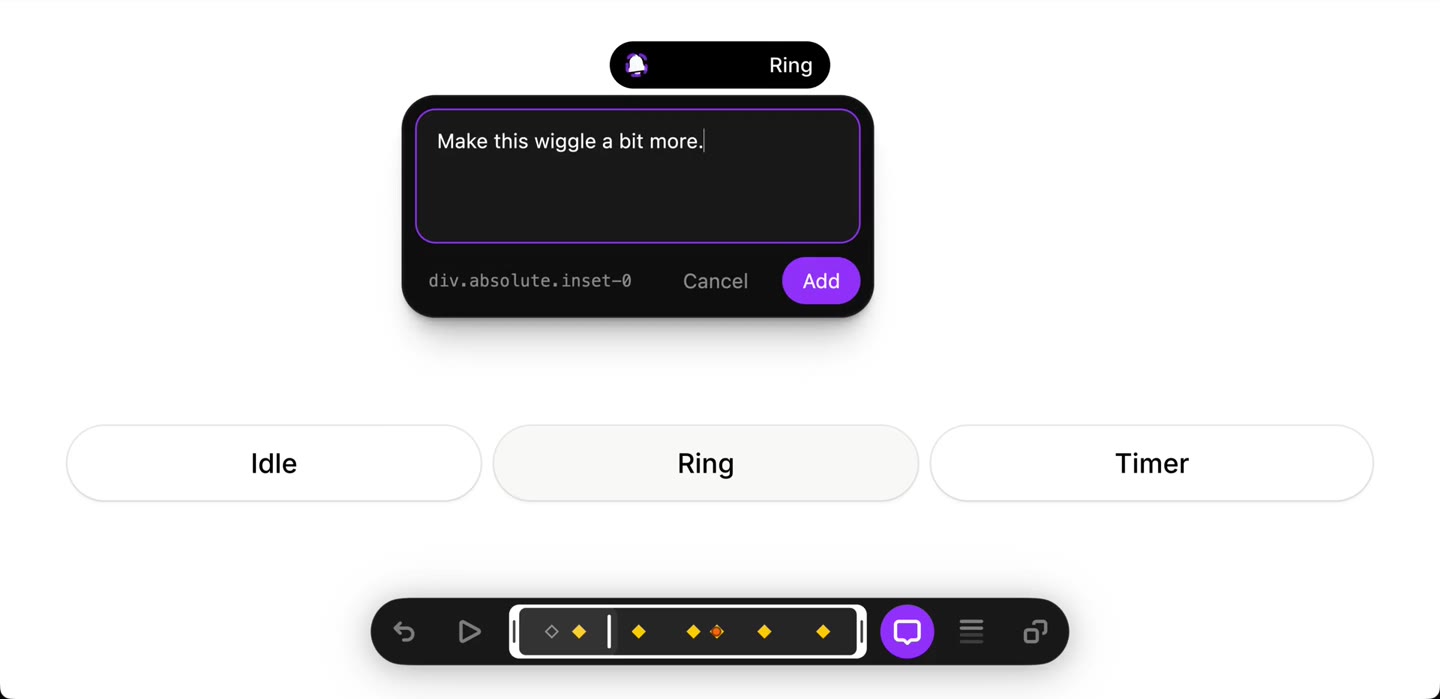 Ring
Make this wiggle a bit more.
div.absolute.inset-0
Cancel
Add
Idle
Ring
Timer